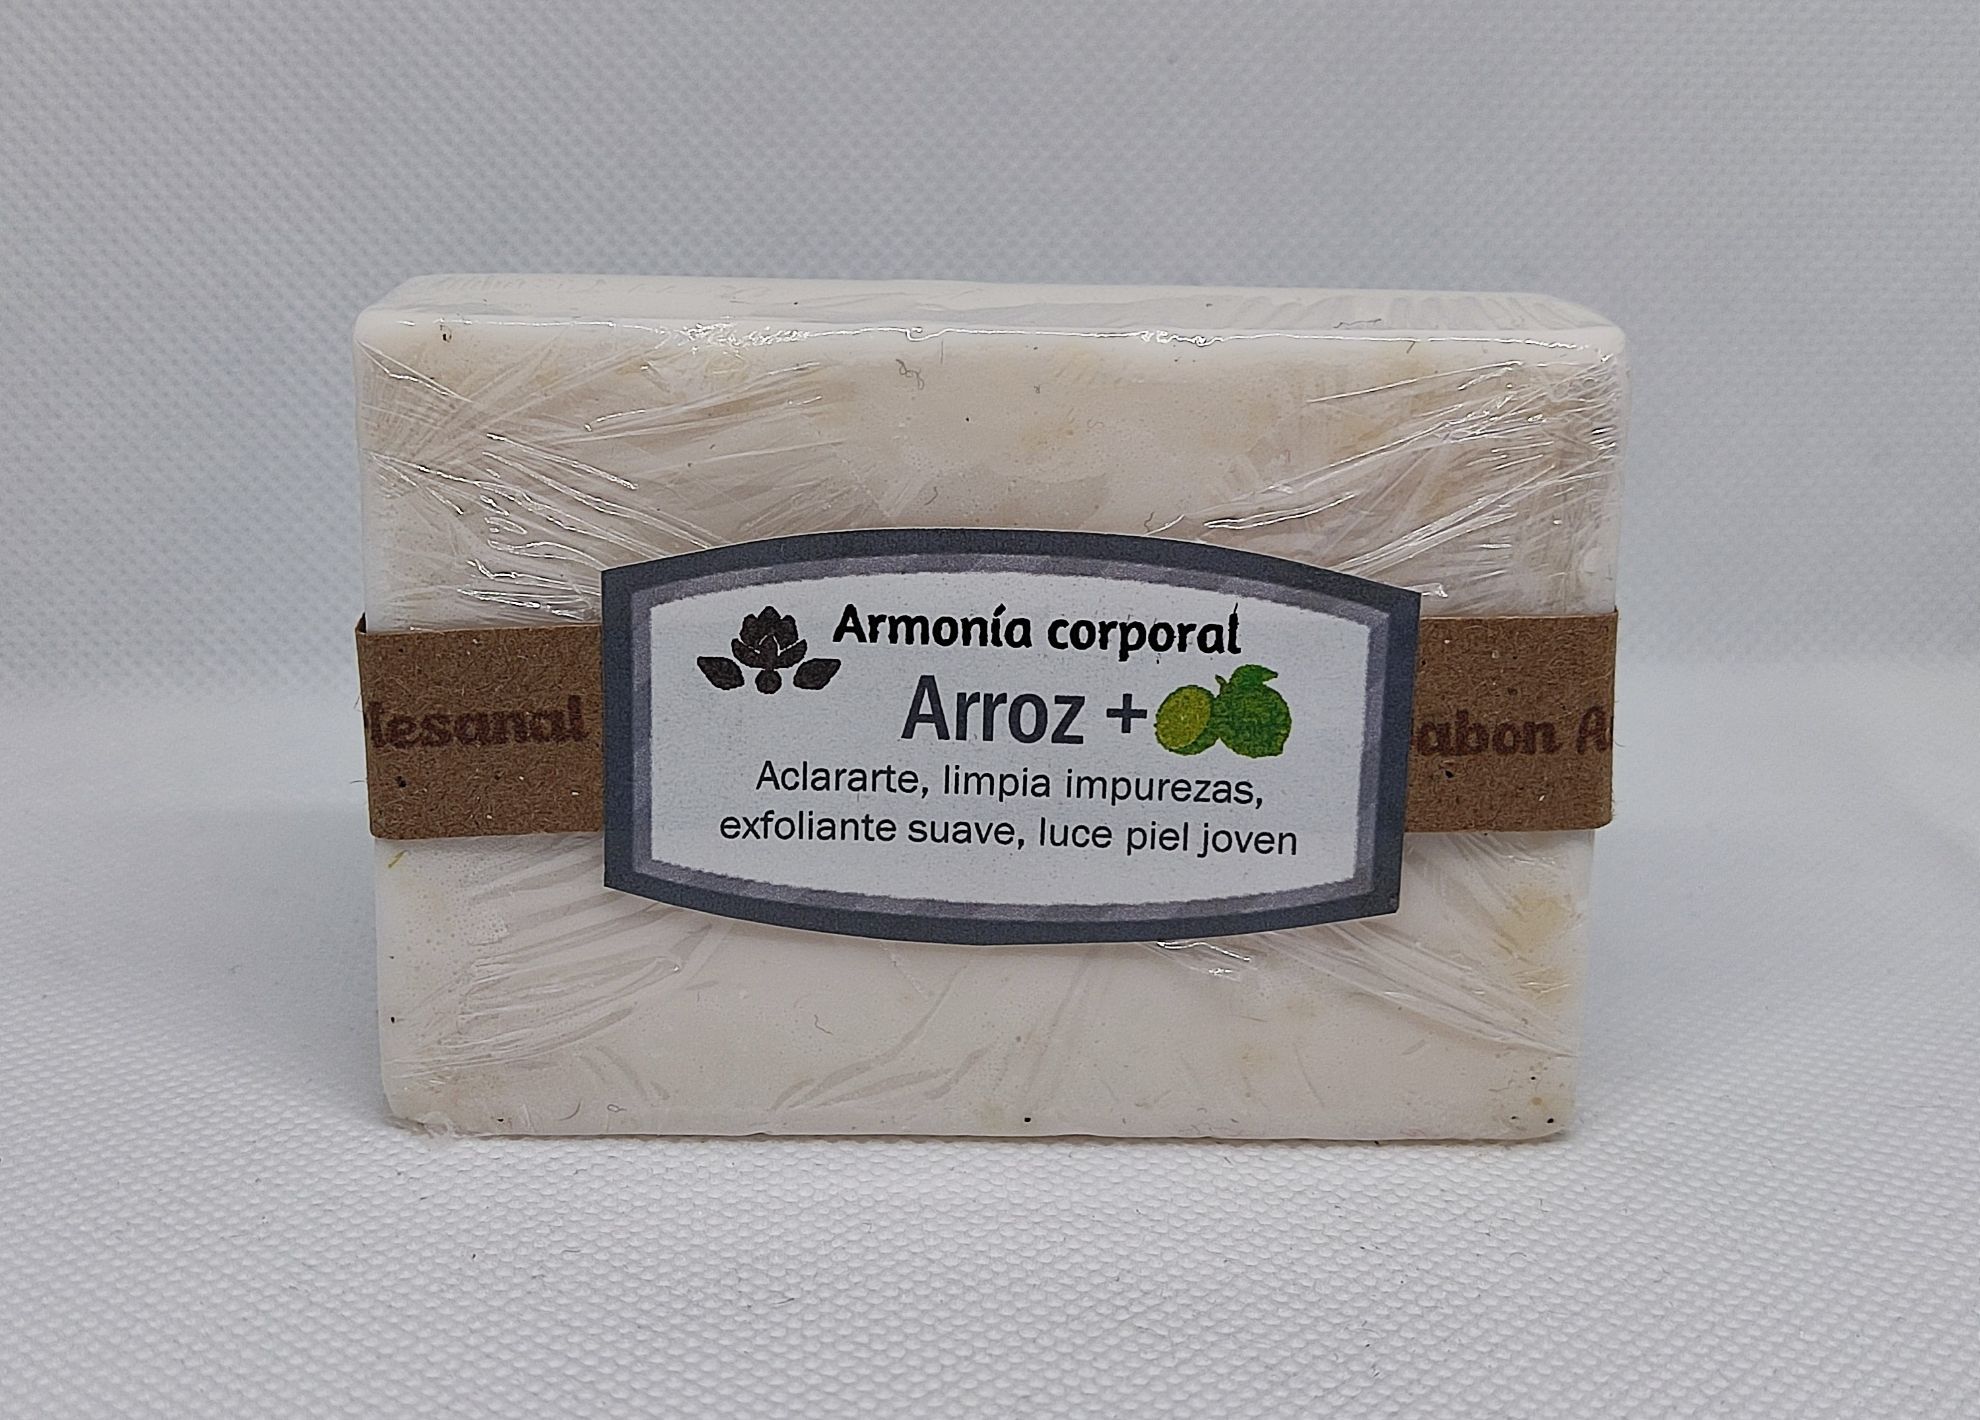 Armonía corporal
Arroz +
Aclararte, limpia impurezas,
exfoliante suave, luce piel joven